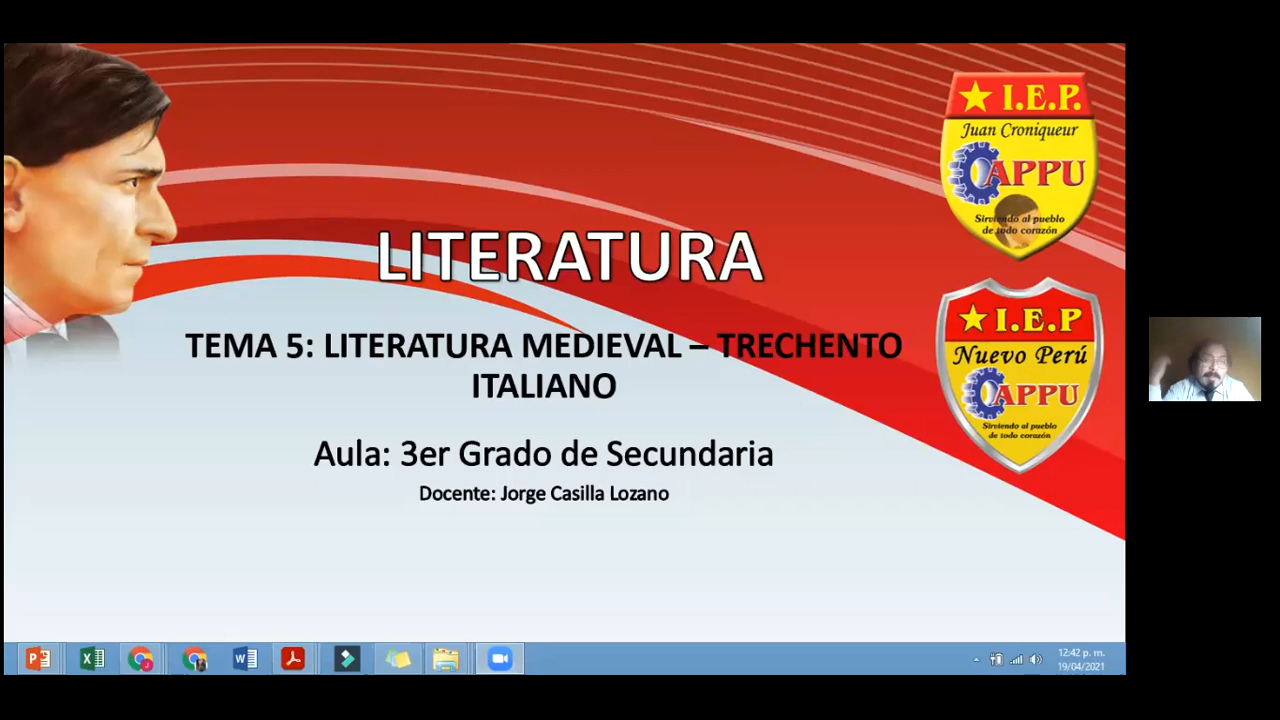 LITERATURA
TEMA 5: LITERATURA MEDIEVAL – TRECHENTO
ITALIANO
Aula: 3er Grado de Secundaria
Docente: Jorge Casilla Lozano
I.E.P.
Juan Croniqueur
CAPPU
Sirviendo al pueblo
de todo corazón
I.E.P
Nuevo Perú
CAPPU
Sirviendo al pueblo
de todo corazón
12:42 p. m.
19/04/2021